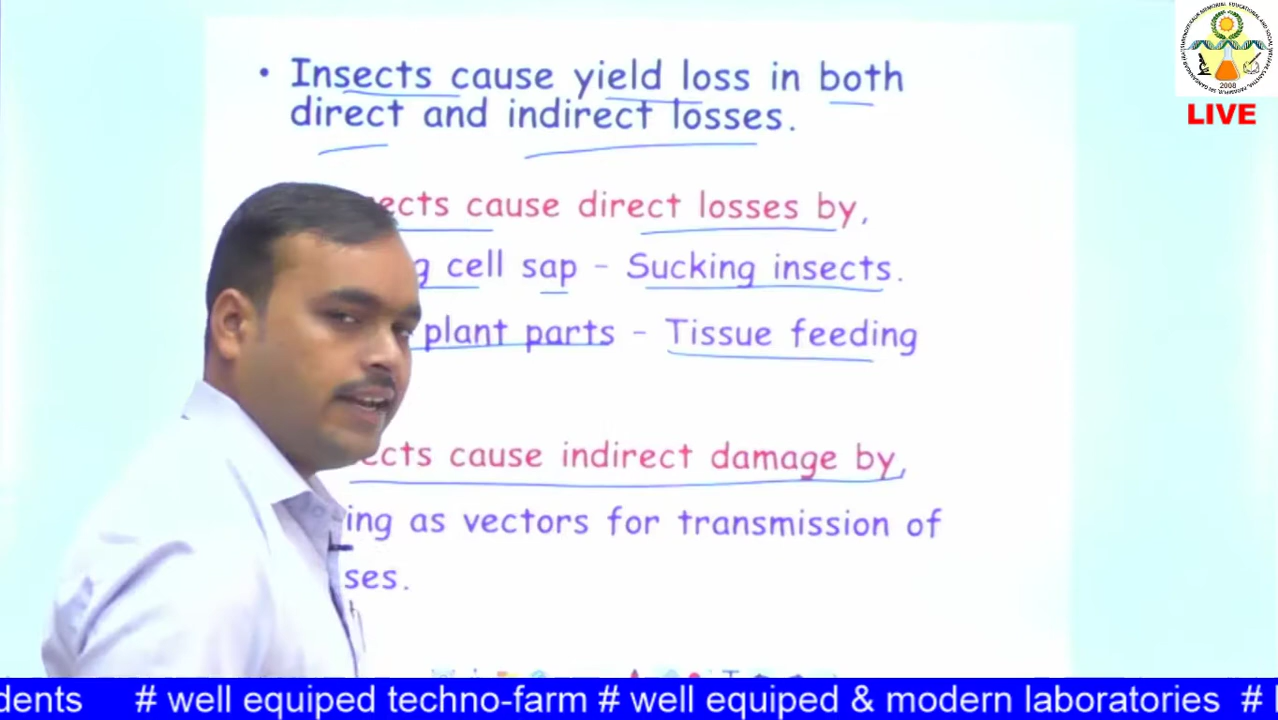 • Insects cause yield loss in both
direct and indirect losses.
LIVE
ects cause direct losses by,
g cell sap - Sucking insects.
plant parts - Tissue feeding
ects cause indirect damage by,
ing as vectors for transmission of
ses.
2008
dents # well equiped techno-farm # well equiped & modern laboratories #